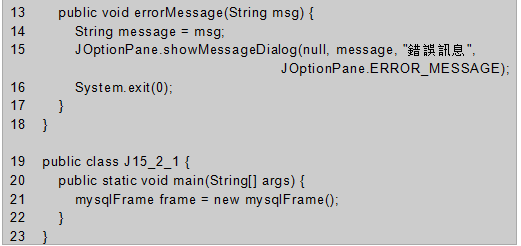 13 public void errorMessage(String msg) {
14 String message = msg;
15 JOptionPane.showMessageDialog(null, message, "錯誤訊息",
JOptionPane.ERROR_MESSAGE);
16 System.exit(0);
17 }
18 }
19 public class J15_2_1 {
20 public static void main(String[] args) {
21 mysqlFrame frame = new mysqlFrame();
22 }
23 }